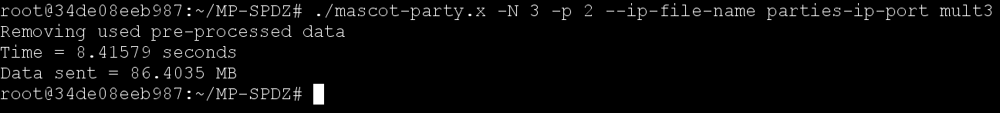 root@34de08eeb987:~/MP-SPDZ# ./mascot-party.x -N 3 -p 2 --ip-file-name parties-ip-port mult3
Removing used pre-processed data
Time = 8.41579 seconds
Data sent = 86.4035 MB
root@34de08eeb987:~/MP-SPDZ#